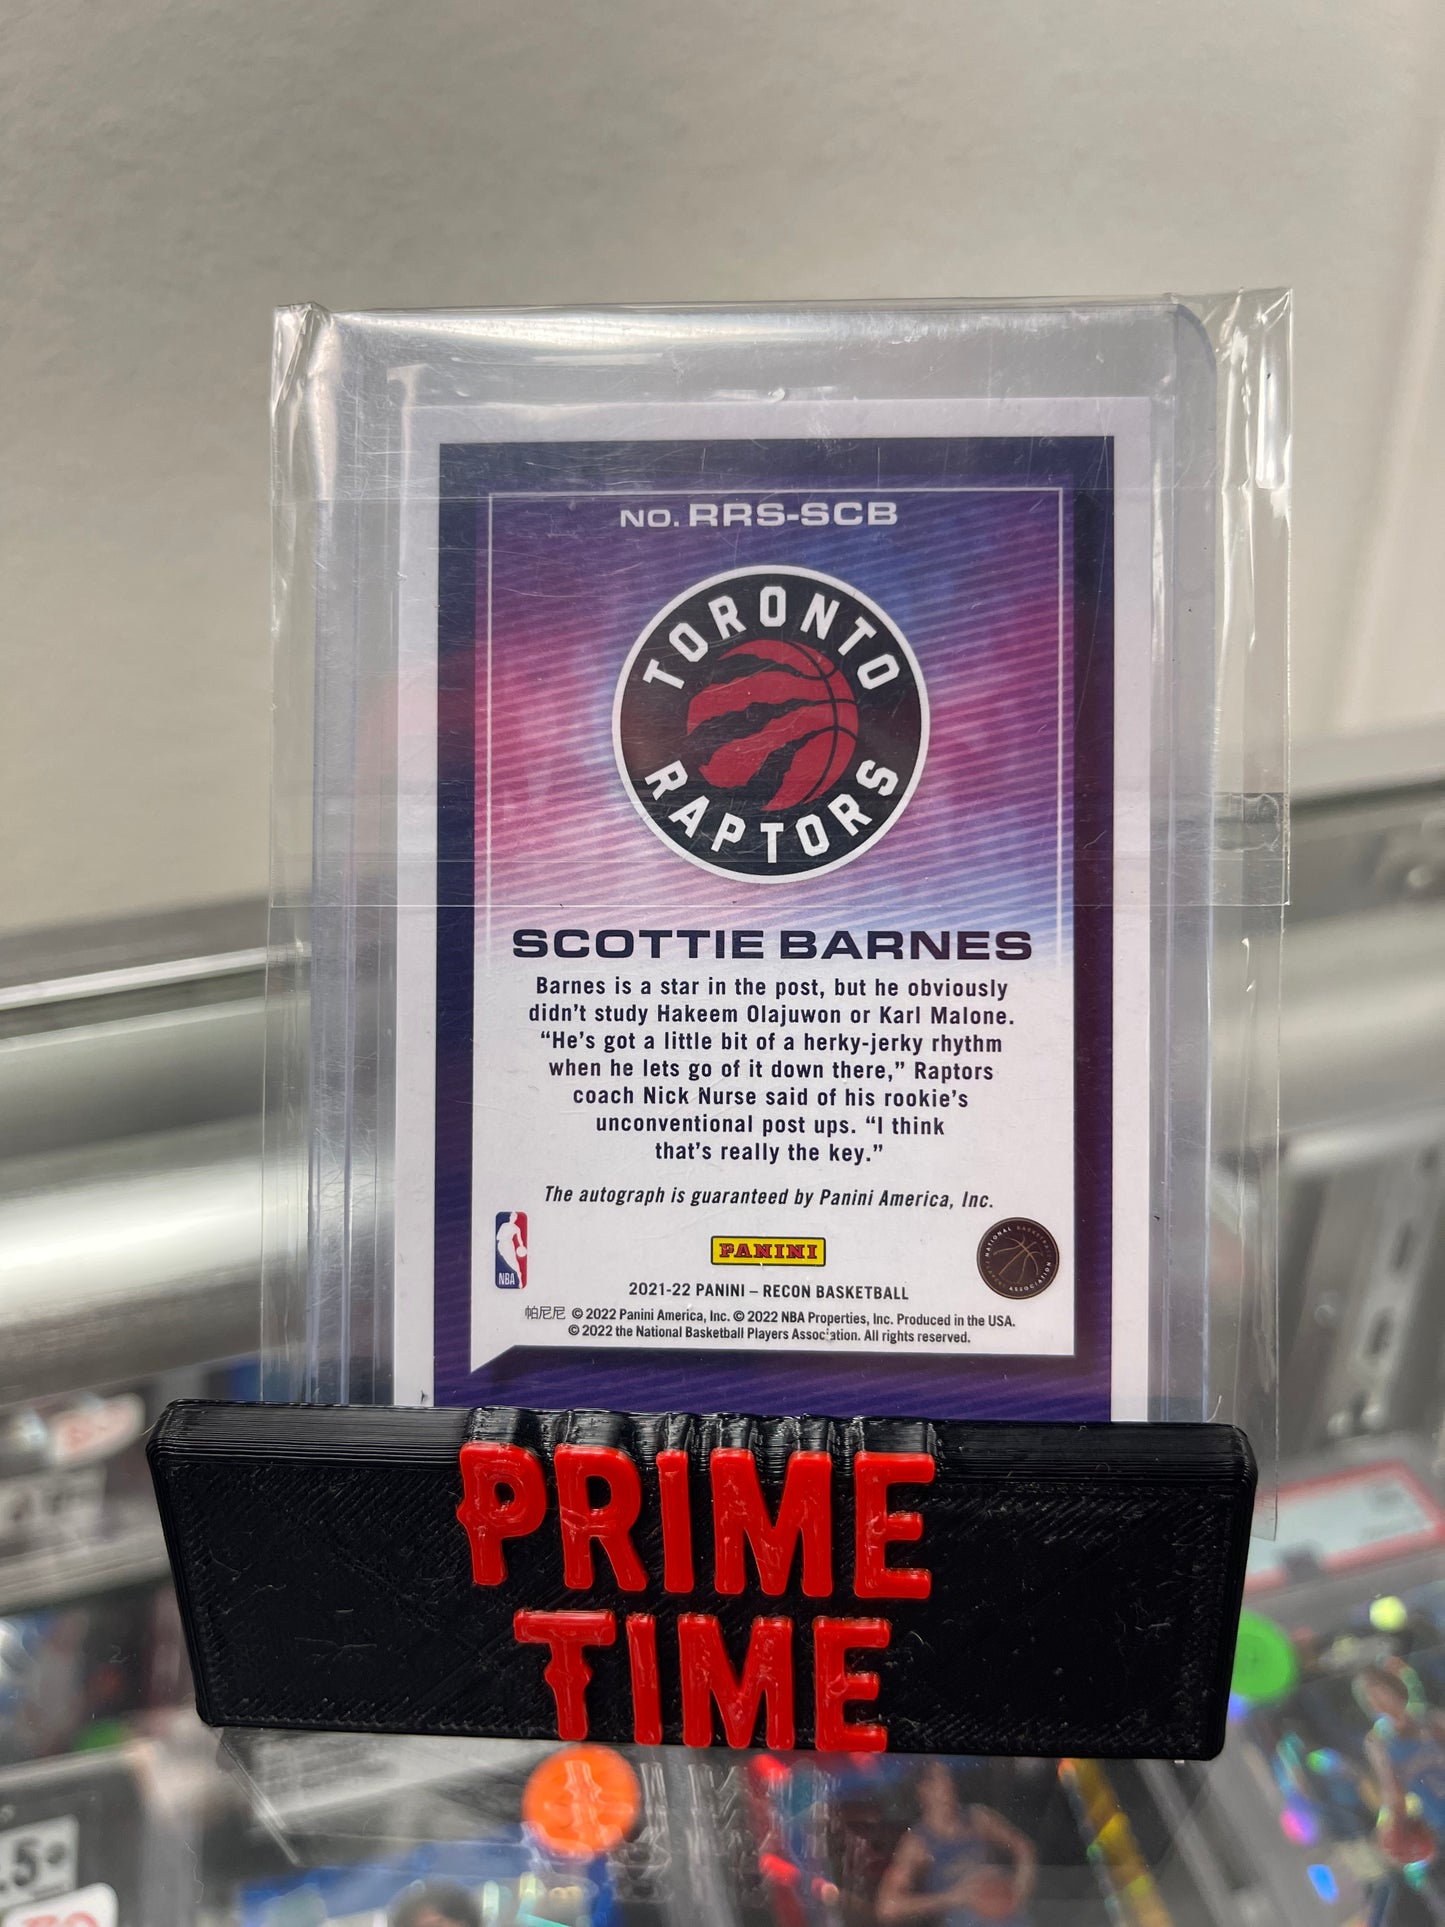 NO. RRS-SCB
TORONTO
RAPTORS
SCOTTIE BARNES
Barnes is a star in the post, but he obviously
didn't study Hakeem Olajuwon or Karl Malone.
“He's got a little bit of a herky-jerky rhythm
when he lets go of it down there,” Raptors
coach Nick Nurse said of his rookie's
unconventional post ups. “I think
that's really the key.”
The autograph is guaranteed by Panini America, Inc.
NBA
PANINI
NATIONAL BASKETBALL
PLAYERS ASSOCIATION
2021-22 PANINI – RECON BASKETBALL
帕尼尼 © 2022 Panini America, Inc. © 2022 NBA Properties, Inc. Produced in the USA.
© 2022 the National Basketball Players Association. All rights reserved.
PRIME
TIME